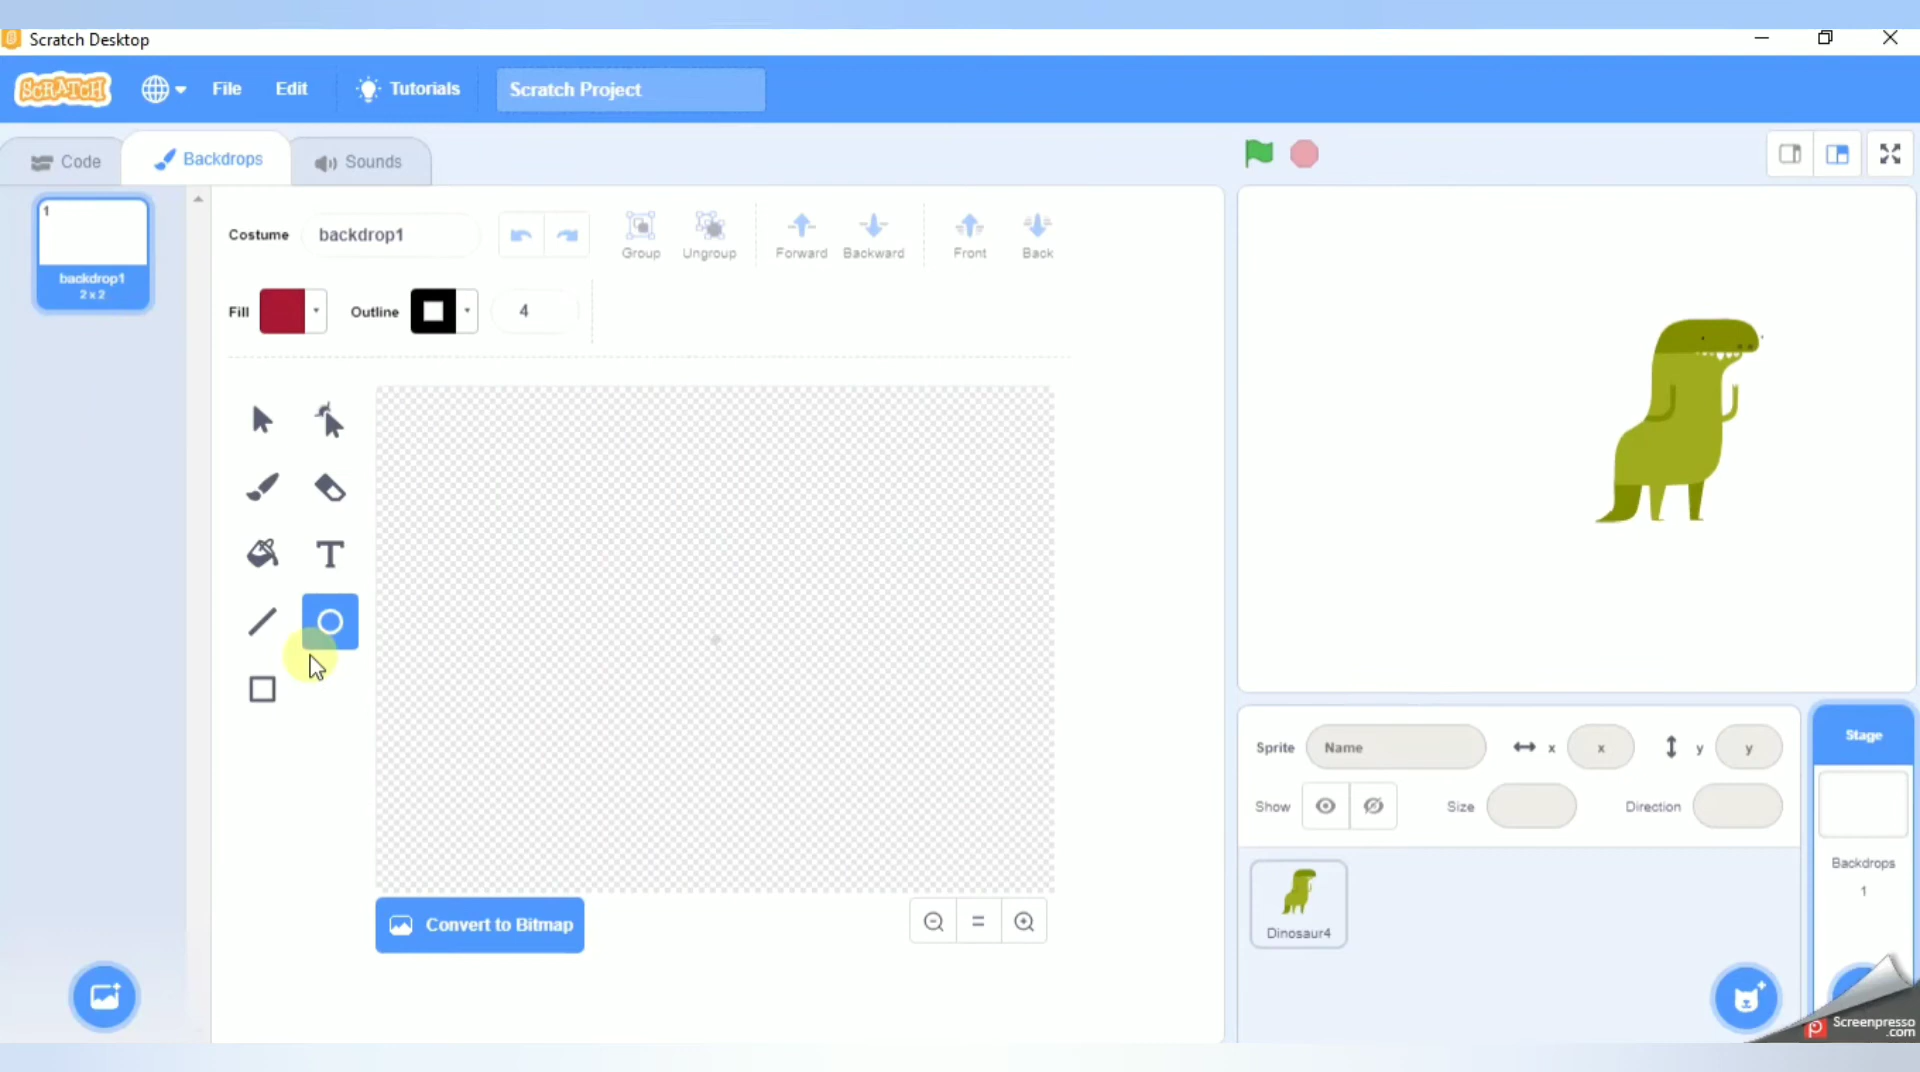 Scratch Desktop
SCRATCH
File
Edit
Tutorials
Scratch Project
Code
Backdrops
Sounds
1
backdrop1
2 x 2
Costume
backdrop1
Group
Ungroup
Forward
Backward
Front
Back
Fill
Outline
4
Convert to Bitmap
Sprite
Name
x
x
y
y
Show
Size
Direction
Dinosaur4
Stage
Backdrops
1
Screenpresso
.com